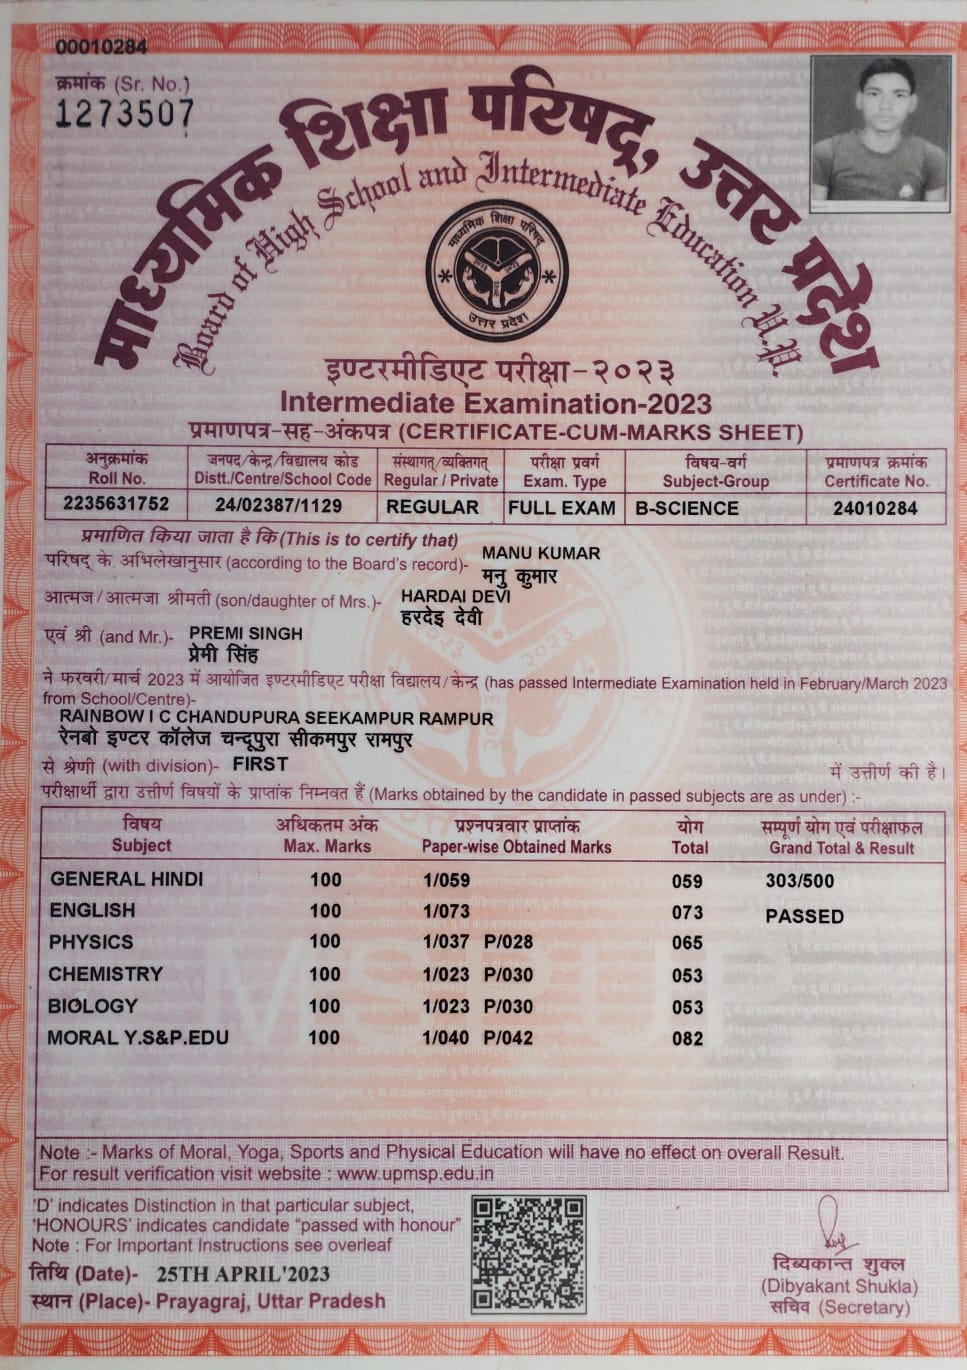 00010284
क्रमांक (Sr. No.)
1273507
माध्यमिक शिक्षा परिषद्, उत्तर प्रदेश
Board of High School and Intermediate Education U.P.
माध्यमिक शिक्षा परिषद्
उत्तर प्रदेश
इण्टरमीडिएट परीक्षा-२०२३
Intermediate Examination-2023
प्रमाणपत्र-सह-अंकपत्र (CERTIFICATE-CUM-MARKS SHEET)
अनुक्रमांक जनपद/केन्द्र/विद्यालय कोड संस्थागत/व्यक्तिगत परीक्षा प्रवर्ग विषय-वर्ग प्रमाणपत्र क्रमांक
Roll No. Distt./Centre/School Code Regular / Private Exam. Type Subject-Group Certificate No.
2235631752 24/02387/1129 REGULAR FULL EXAM B-SCIENCE 24010284
प्रमाणित किया जाता है कि (This is to certify that)
परिषद् के अभिलेखानुसार (according to the Board's record)- MANU KUMAR
मनु कुमार
आत्मज/आत्मजा श्रीमती (son/daughter of Mrs.)- HARDAI DEVI
हरदेइ देवी
एवं श्री (and Mr.)- PREMI SINGH
प्रेमी सिंह
ने फरवरी/मार्च 2023 में आयोजित इण्टरमीडिएट परीक्षा विद्यालय/केन्द्र (has passed Intermediate Examination held in February/March 2023
from School/Centre)-
RAINBOW I C CHANDUPURA SEEKAMPUR RAMPUR
रेनबो इण्टर कॉलेज चन्दूपुरा सीकमपुर रामपुर
से श्रेणी (with division)- FIRST में उत्तीर्ण की है।
परीक्षार्थी द्वारा उत्तीर्ण विषयों के प्राप्तांक निम्नवत हैं (Marks obtained by the candidate in passed subjects are as under) :-
विषय अधिकतम अंक प्रश्नपत्रवार प्राप्तांक योग सम्पूर्ण योग एवं परीक्षाफल
Subject Max. Marks Paper-wise Obtained Marks Total Grand Total & Result
GENERAL HINDI 100 1/059 059 303/500
ENGLISH 100 1/073 073 PASSED
PHYSICS 100 1/037 P/028 065
CHEMISTRY 100 1/023 P/030 053
BIOLOGY 100 1/023 P/030 053
MORAL Y.S&P.EDU 100 1/040 P/042 082
MSPUP
Note :- Marks of Moral, Yoga, Sports and Physical Education will have no effect on overall Result.
For result verification visit website : www.upmsp.edu.in
'D' indicates Distinction in that particular subject,
'HONOURS' indicates candidate "passed with honour"
Note : For Important Instructions see overleaf
तिथि (Date)- 25TH APRIL'2023
स्थान (Place)- Prayagraj, Uttar Pradesh
दिब्यकान्त शुक्ल
(Dibyakant Shukla)
सचिव (Secretary)